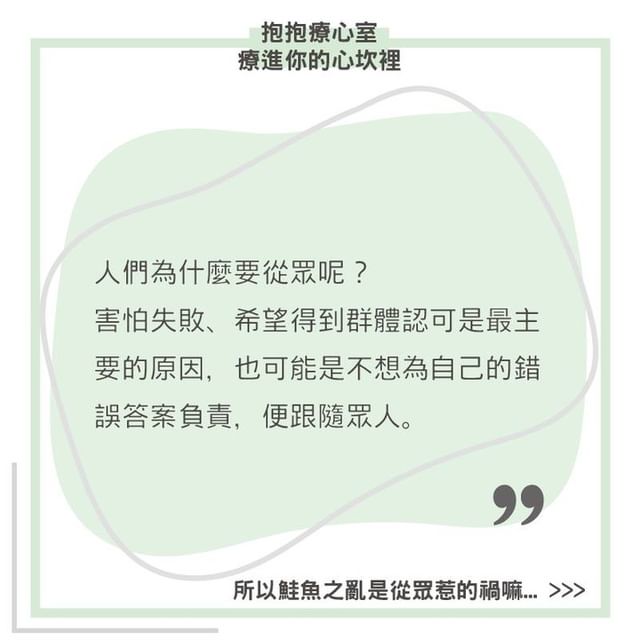 抱抱療心室
療進你的心坎裡
人們為什麼要從眾呢？
害怕失敗、希望得到群體認可是最主
要的原因，也可能是不想為自己的錯
誤答案負責，便跟隨眾人。
”
所以鮭魚之亂是從眾惹的禍嘛... >>>